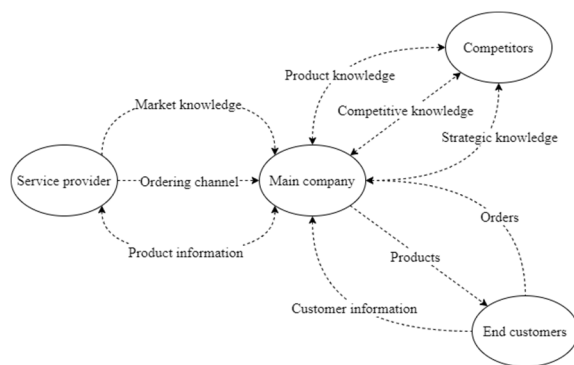 Competitors
Product knowledge
Market knowledge
Competitive knowledge
Strategic knowledge
Service provider
Ordering channel
Main company
Orders
Product information
Products
Customer information
End customers